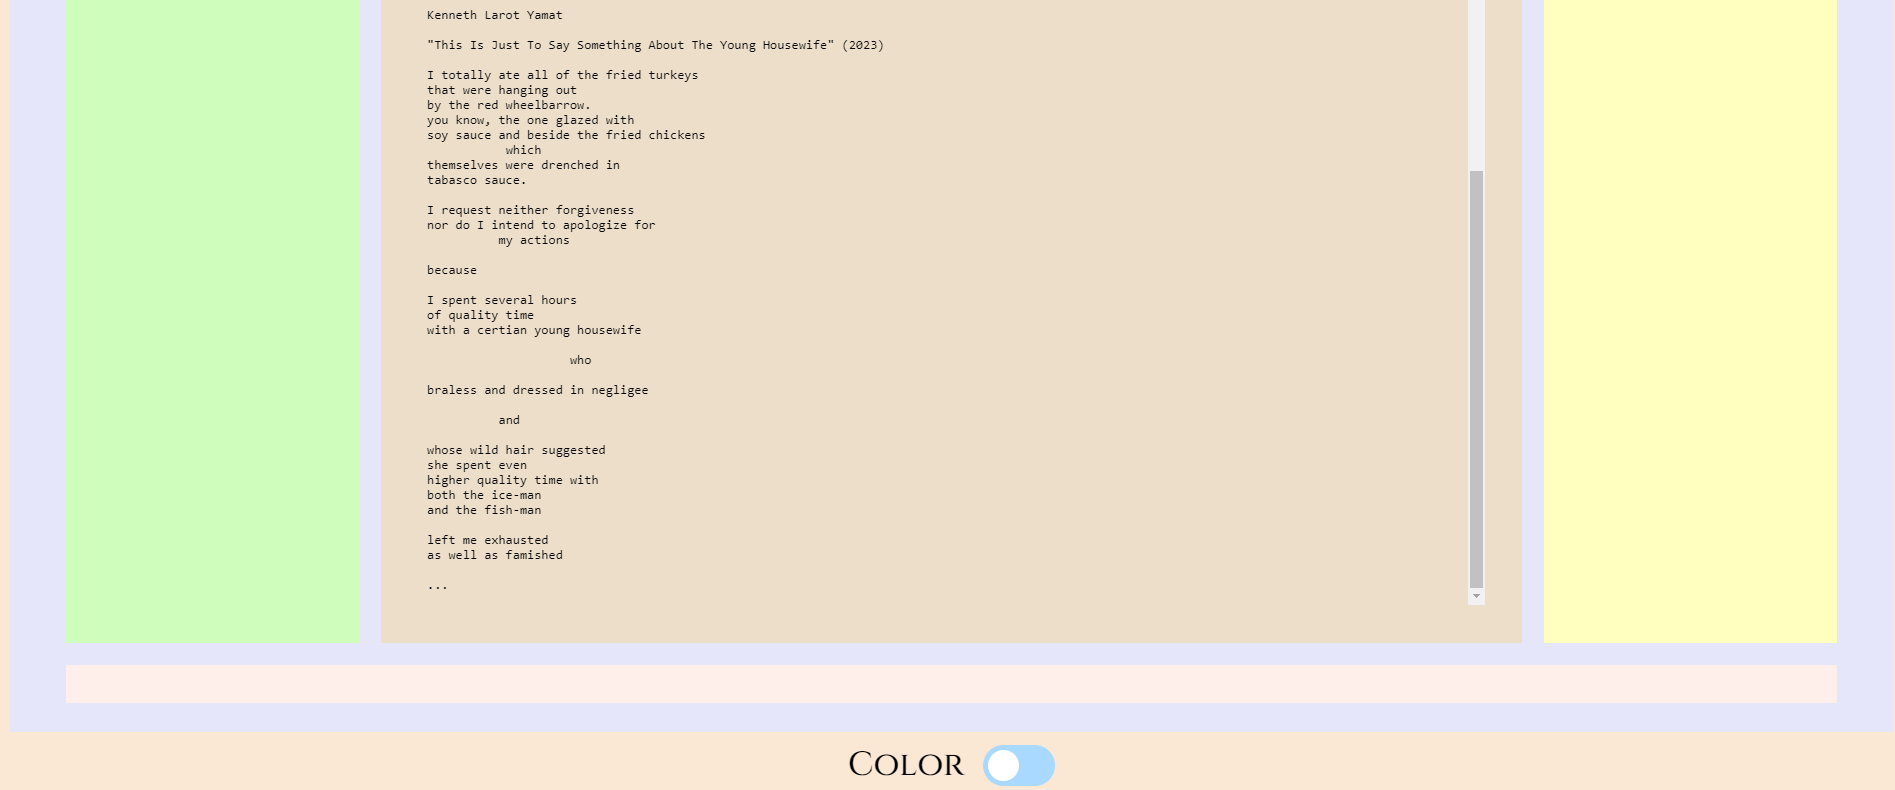 Kenneth Larot Yamat
"This Is Just To Say Something About The Young Housewife" (2023)
I totally ate all of the fried turkeys
that were hanging out
by the red wheelbarrow.
you know, the one glazed with
soy sauce and beside the fried chickens
which
themselves were drenched in
tabasco sauce.
I request neither forgiveness
nor do I intend to apologize for
my actions
because
I spent several hours
of quality time
with a certian young housewife
who
braless and dressed in negligee
and
whose wild hair suggested
she spent even
higher quality time with
both the ice-man
and the fish-man
left me exhausted
as well as famished
...
Color